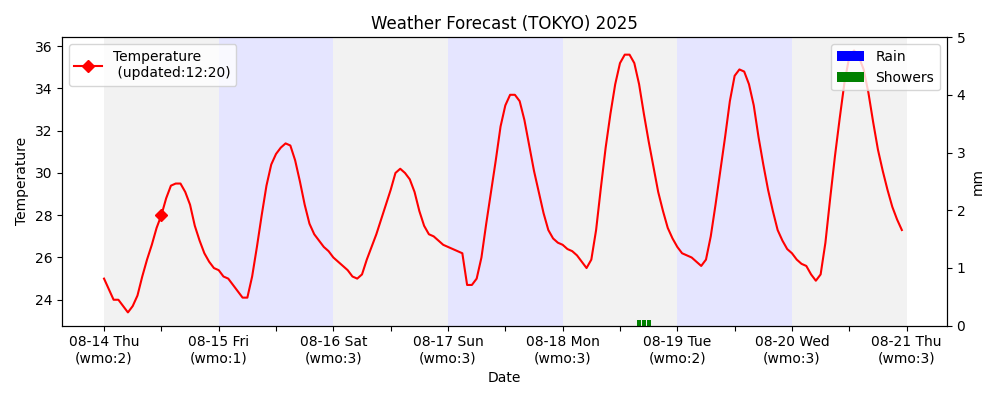 Weather Forecast (TOKYO) 2025
Temperature
(updated:12:20)
Rain
Showers
36
34
32
30
28
26
24
Temperature
5
4
3
2
1
0
mm
08-14 Thu
(wmo:2)
08-15 Fri
(wmo:1)
08-16 Sat
(wmo:3)
08-17 Sun
(wmo:3)
08-18 Mon
(wmo:3)
08-19 Tue
(wmo:2)
08-20 Wed
(wmo:3)
08-21 Thu
(wmo:3)
Date